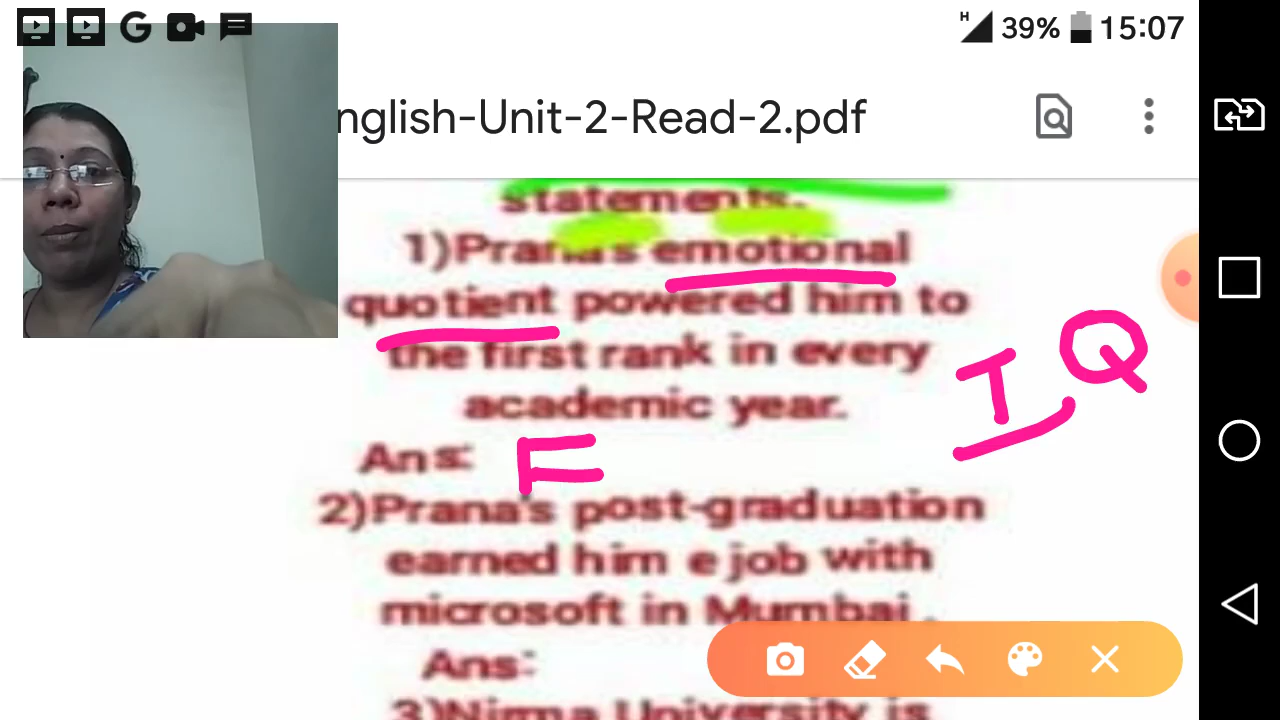 H 39% 15:07
nglish-Unit-2-Read-2.pdf
statements.
1)Prana's emotional
quotient powered him to
the first rank in every
academic year.
I Q
Ans: F
2)Prana's post-graduation
earned him e job with
microsoft in Mumbai .
Ans:
3)Nirma University is